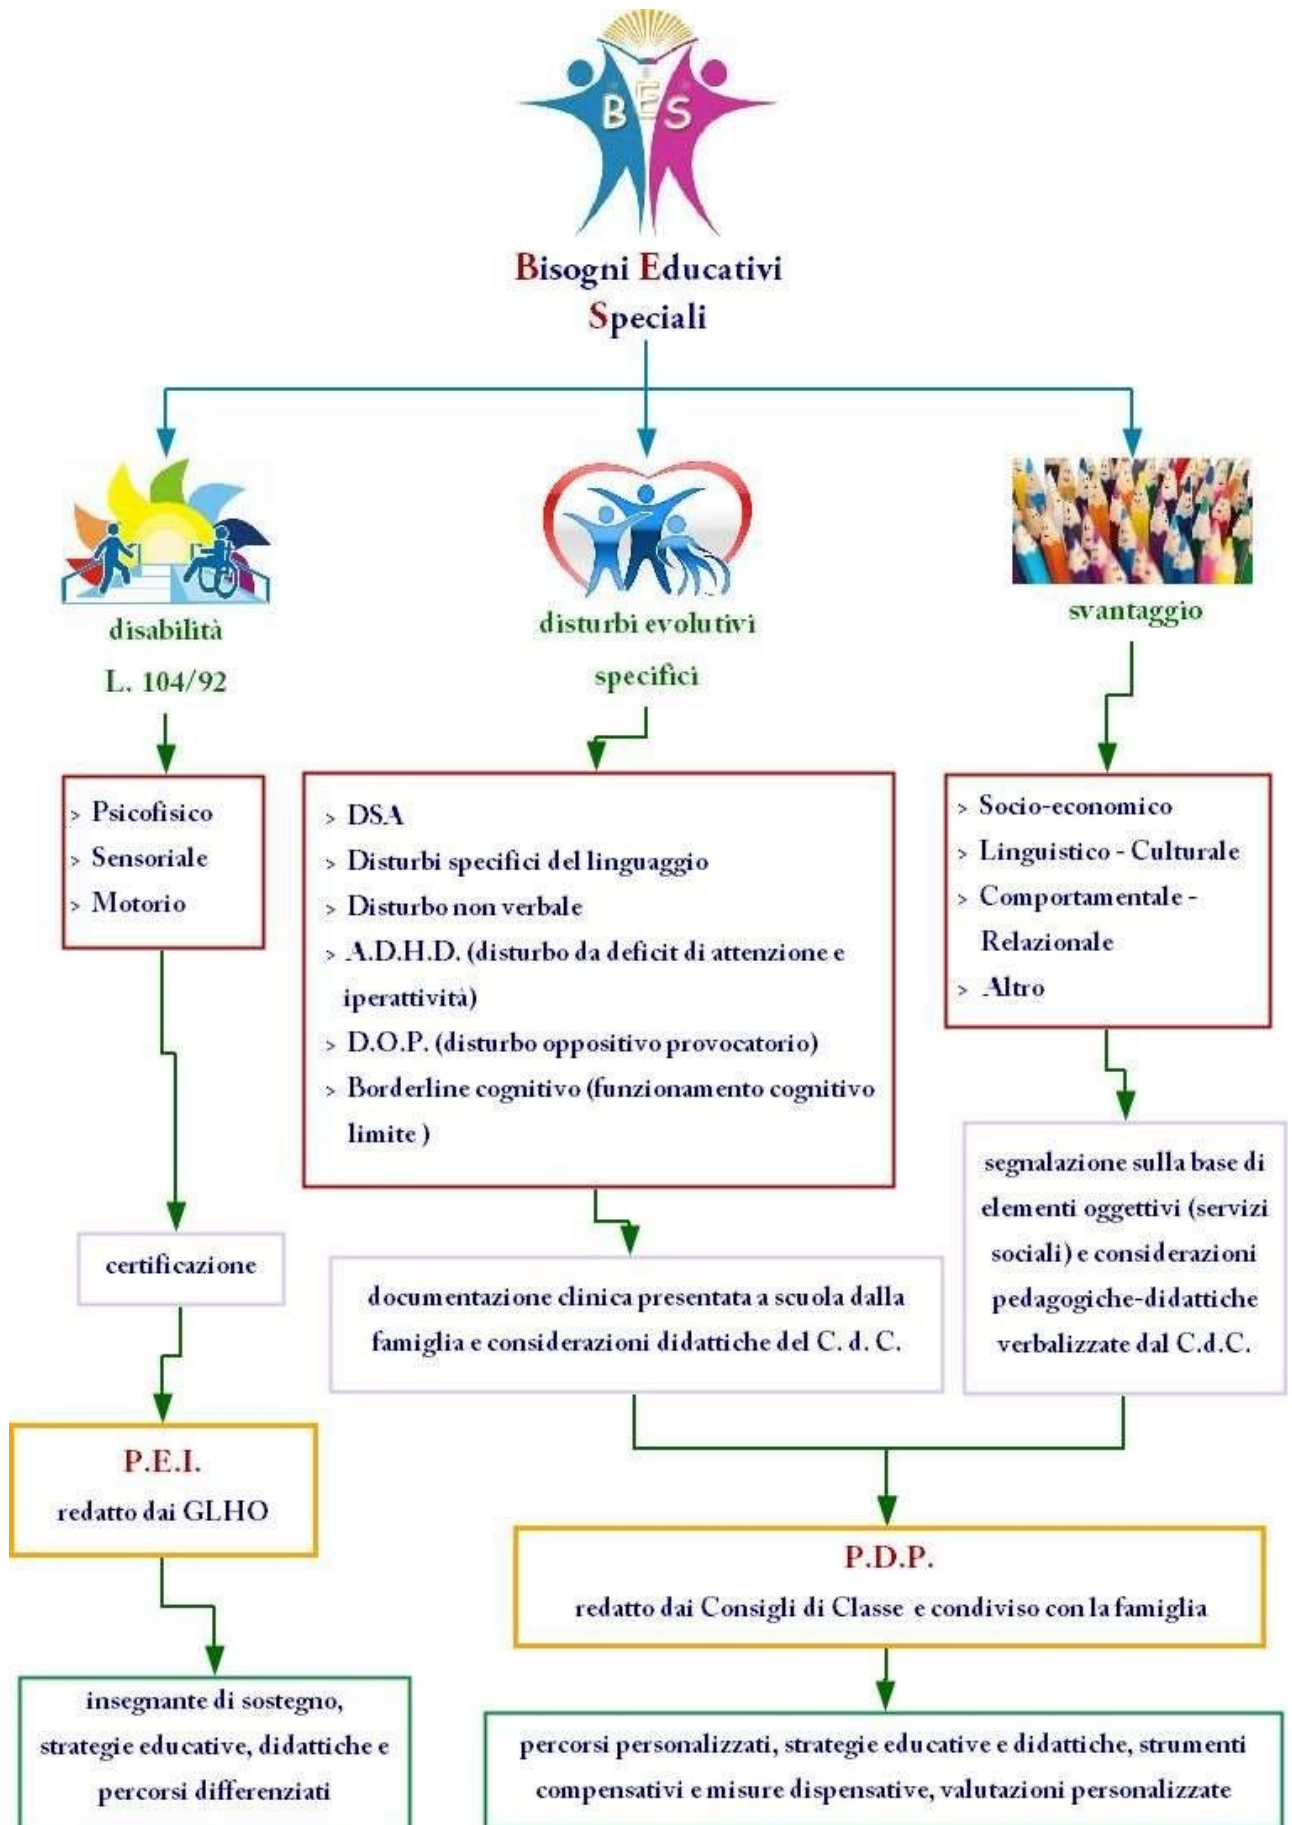 BES
Bisogni Educativi
Speciali
disabilità
L. 104/92
disturbi evolutivi
specifici
svantaggio
> Psicofisico
> Sensoriale
> Motorio
> DSA
> Disturbi specifici del linguaggio
> Disturbo non verbale
> A.D.H.D. (disturbo da deficit di attenzione e
iperattività)
> D.O.P. (disturbo oppositivo provocatorio)
> Borderline cognitivo (funzionamento cognitivo
limite )
> Socio-economico
> Linguistico - Culturale
> Comportamentale -
Relazionale
> Altro
certificazione
documentazione clinica presentata a scuola dalla
famiglia e considerazioni didattiche del C. d. C.
segnalazione sulla base di
elementi oggettivi (servizi
sociali) e considerazioni
pedagogiche-didattiche
verbalizzate dal C.d.C.
P.E.I.
redatto dai GLHO
P.D.P.
redatto dai Consigli di Classe e condiviso con la famiglia
insegnante di sostegno,
strategie educative, didattiche e
percorsi differenziati
percorsi personalizzati, strategie educative e didattiche, strumenti
compensativi e misure dispensative, valutazioni personalizzate